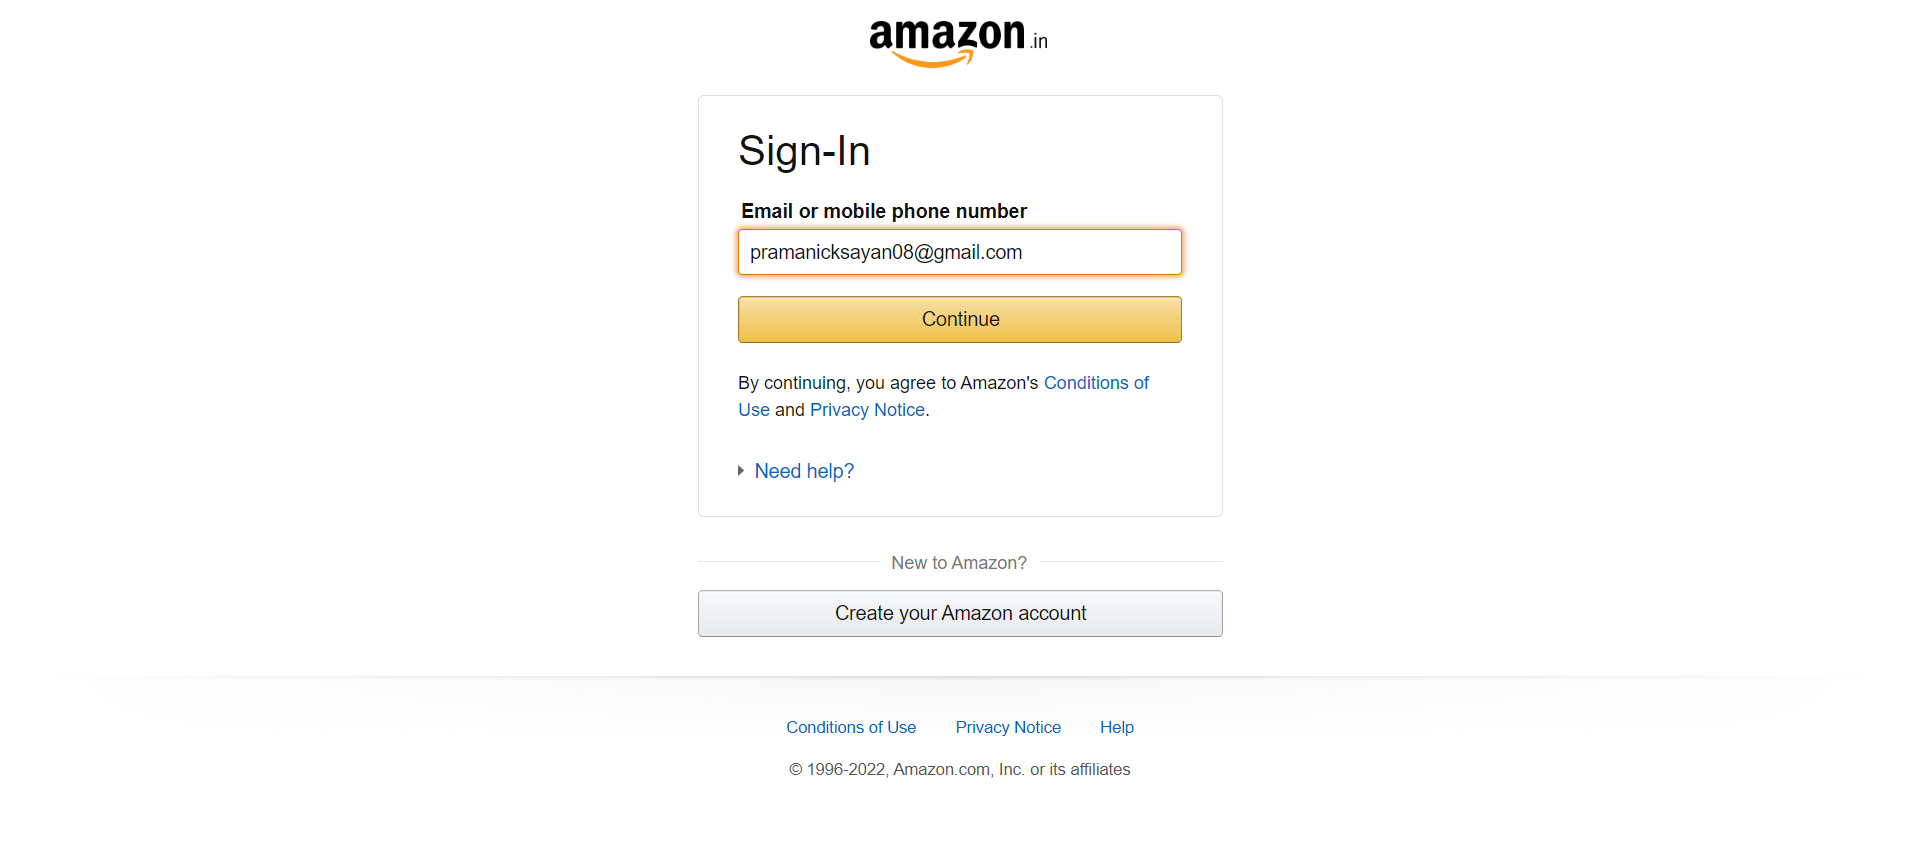 amazon.in
Sign-In
Email or mobile phone number
pramanicksayan08@gmail.com
Continue
By continuing, you agree to Amazon's Conditions of
Use and Privacy Notice.
Need help?
New to Amazon?
Create your Amazon account
Conditions of Use Privacy Notice Help
© 1996-2022, Amazon.com, Inc. or its affiliates